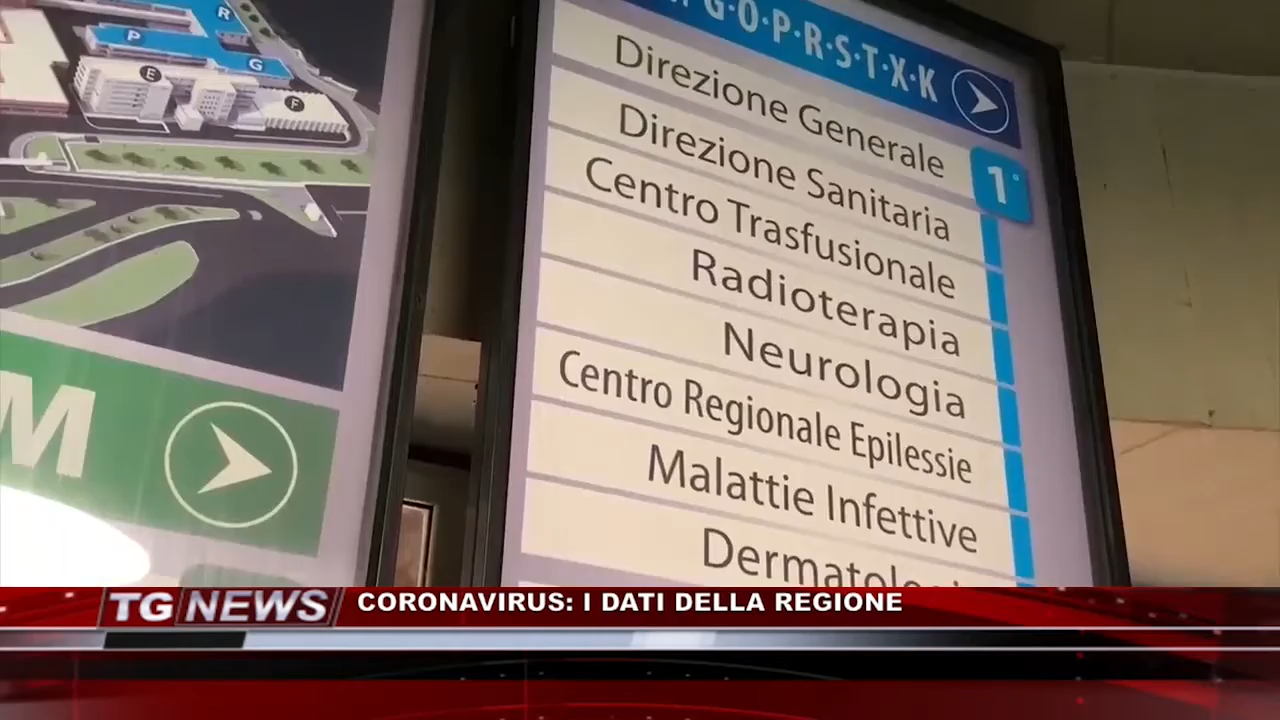 R
P
G
E
F
M
G·O·P·R·S·T·X·K
Direzione Generale
1°
Direzione Sanitaria
Centro Trasfusionale
Radioterapia
Neurologia
Centro Regionale Epilessie
Malattie Infettive
TG NEWS
CORONAVIRUS: I DATI DELLA REGIONE